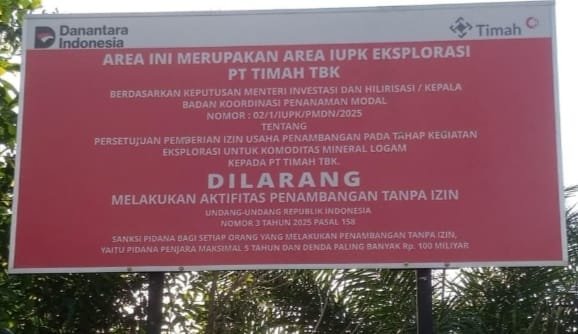 Danantara
Indonesia
Timah
AREA INI MERUPAKAN AREA IUPK EKSPLORASI
PT TIMAH TBK
BERDASARKAN KEPUTUSAN MENTERI INVESTASI DAN HILIRISASI / KEPALA
BADAN KOORDINASI PENANAMAN MODAL
NOMOR : 02/1/IUPK/PMDN/2025
TENTANG
PERSETUJUAN PEMBERIAN IZIN USAHA PENAMBANGAN PADA TAHAP KEGIATAN
EKSPLORASI UNTUK KOMODITAS MINERAL LOGAM
KEPADA PT TIMAH TBK.
DILARANG
MELAKUKAN AKTIFITAS PENAMBANGAN TANPA IZIN
UNDANG-UNDANG REPUBLIK INDONESIA
NOMOR 3 TAHUN 2025 PASAL 158
SANKSI PIDANA BAGI SETIAP ORANG YANG MELAKUKAN PENAMBANGAN TANPA IZIN,
YAITU PIDANA PENJARA MAKSIMAL 5 TAHUN DAN DENDA PALING BANYAK Rp. 100 MILIYAR